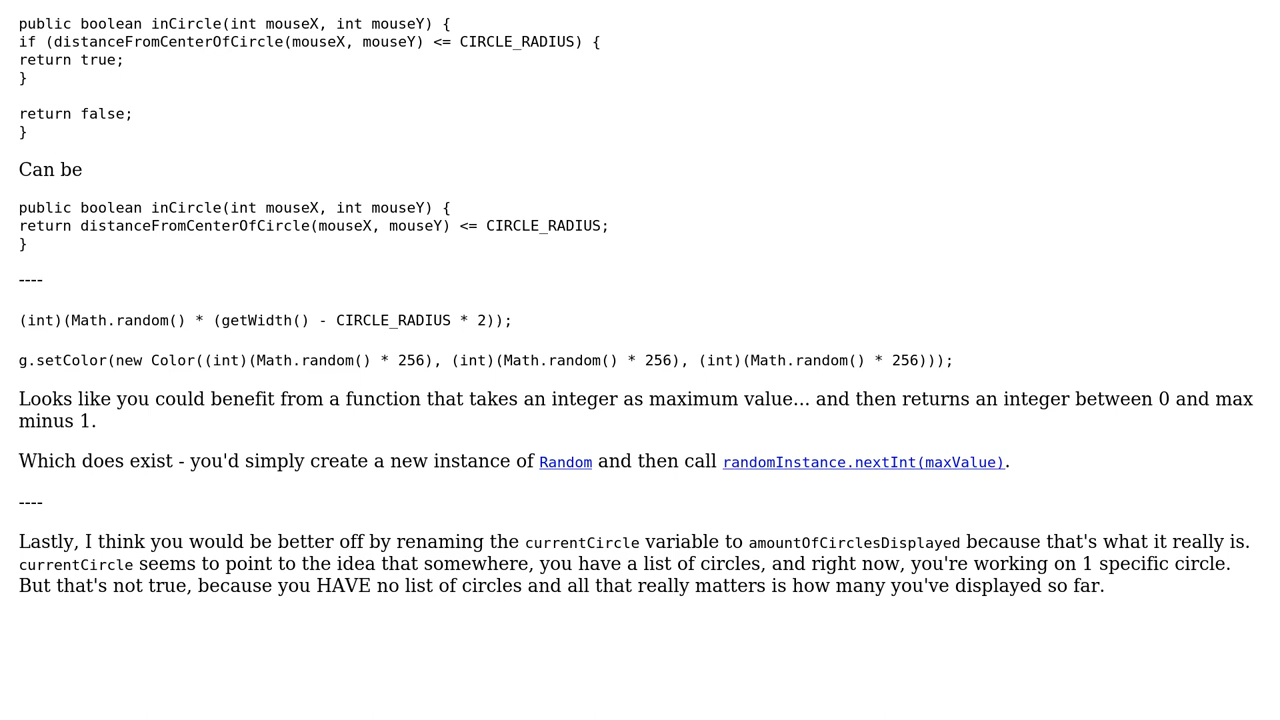 public boolean inCircle(int mouseX, int mouseY) {
if (distanceFromCenterOfCircle(mouseX, mouseY) <= CIRCLE_RADIUS) {
return true;
}
return false;
}
Can be
public boolean inCircle(int mouseX, int mouseY) {
return distanceFromCenterOfCircle(mouseX, mouseY) <= CIRCLE_RADIUS;
}
----
(int)(Math.random() * (getWidth() - CIRCLE_RADIUS * 2));
g.setColor(new Color((int)(Math.random() * 256), (int)(Math.random() * 256), (int)(Math.random() * 256)));
Looks like you could benefit from a function that takes an integer as maximum value... and then returns an integer between 0 and max
minus 1.
Which does exist - you'd simply create a new instance of Random and then call randomInstance.nextInt(maxValue).
----
Lastly, I think you would be better off by renaming the currentCircle variable to amountOfCirclesDisplayed because that's what it really is.
currentCircle seems to point to the idea that somewhere, you have a list of circles, and right now, you're working on 1 specific circle.
But that's not true, because you HAVE no list of circles and all that really matters is how many you've displayed so far.